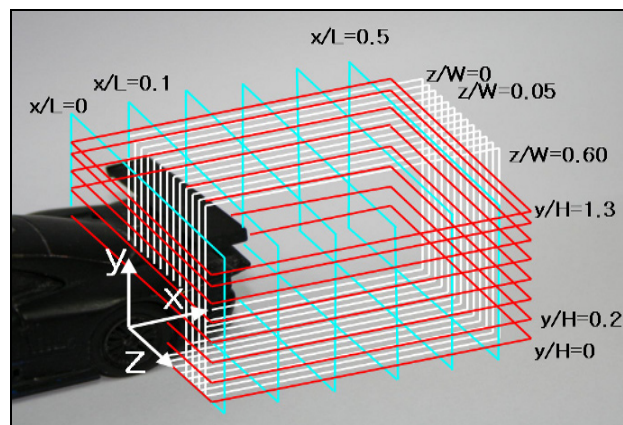 x/L=0.5
x/L=0.1
x/L=0
z/W=0
z/W=0.05
z/W=0.60
y/H=1.3
y/H=0.2
y/H=0
y
x
z